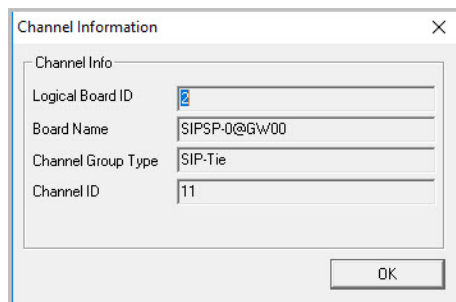 Channel Information
Channel Info
Logical Board ID 2
Board Name SIPSP-0@GW00
Channel Group Type SIP-Tie
Channel ID 11
OK